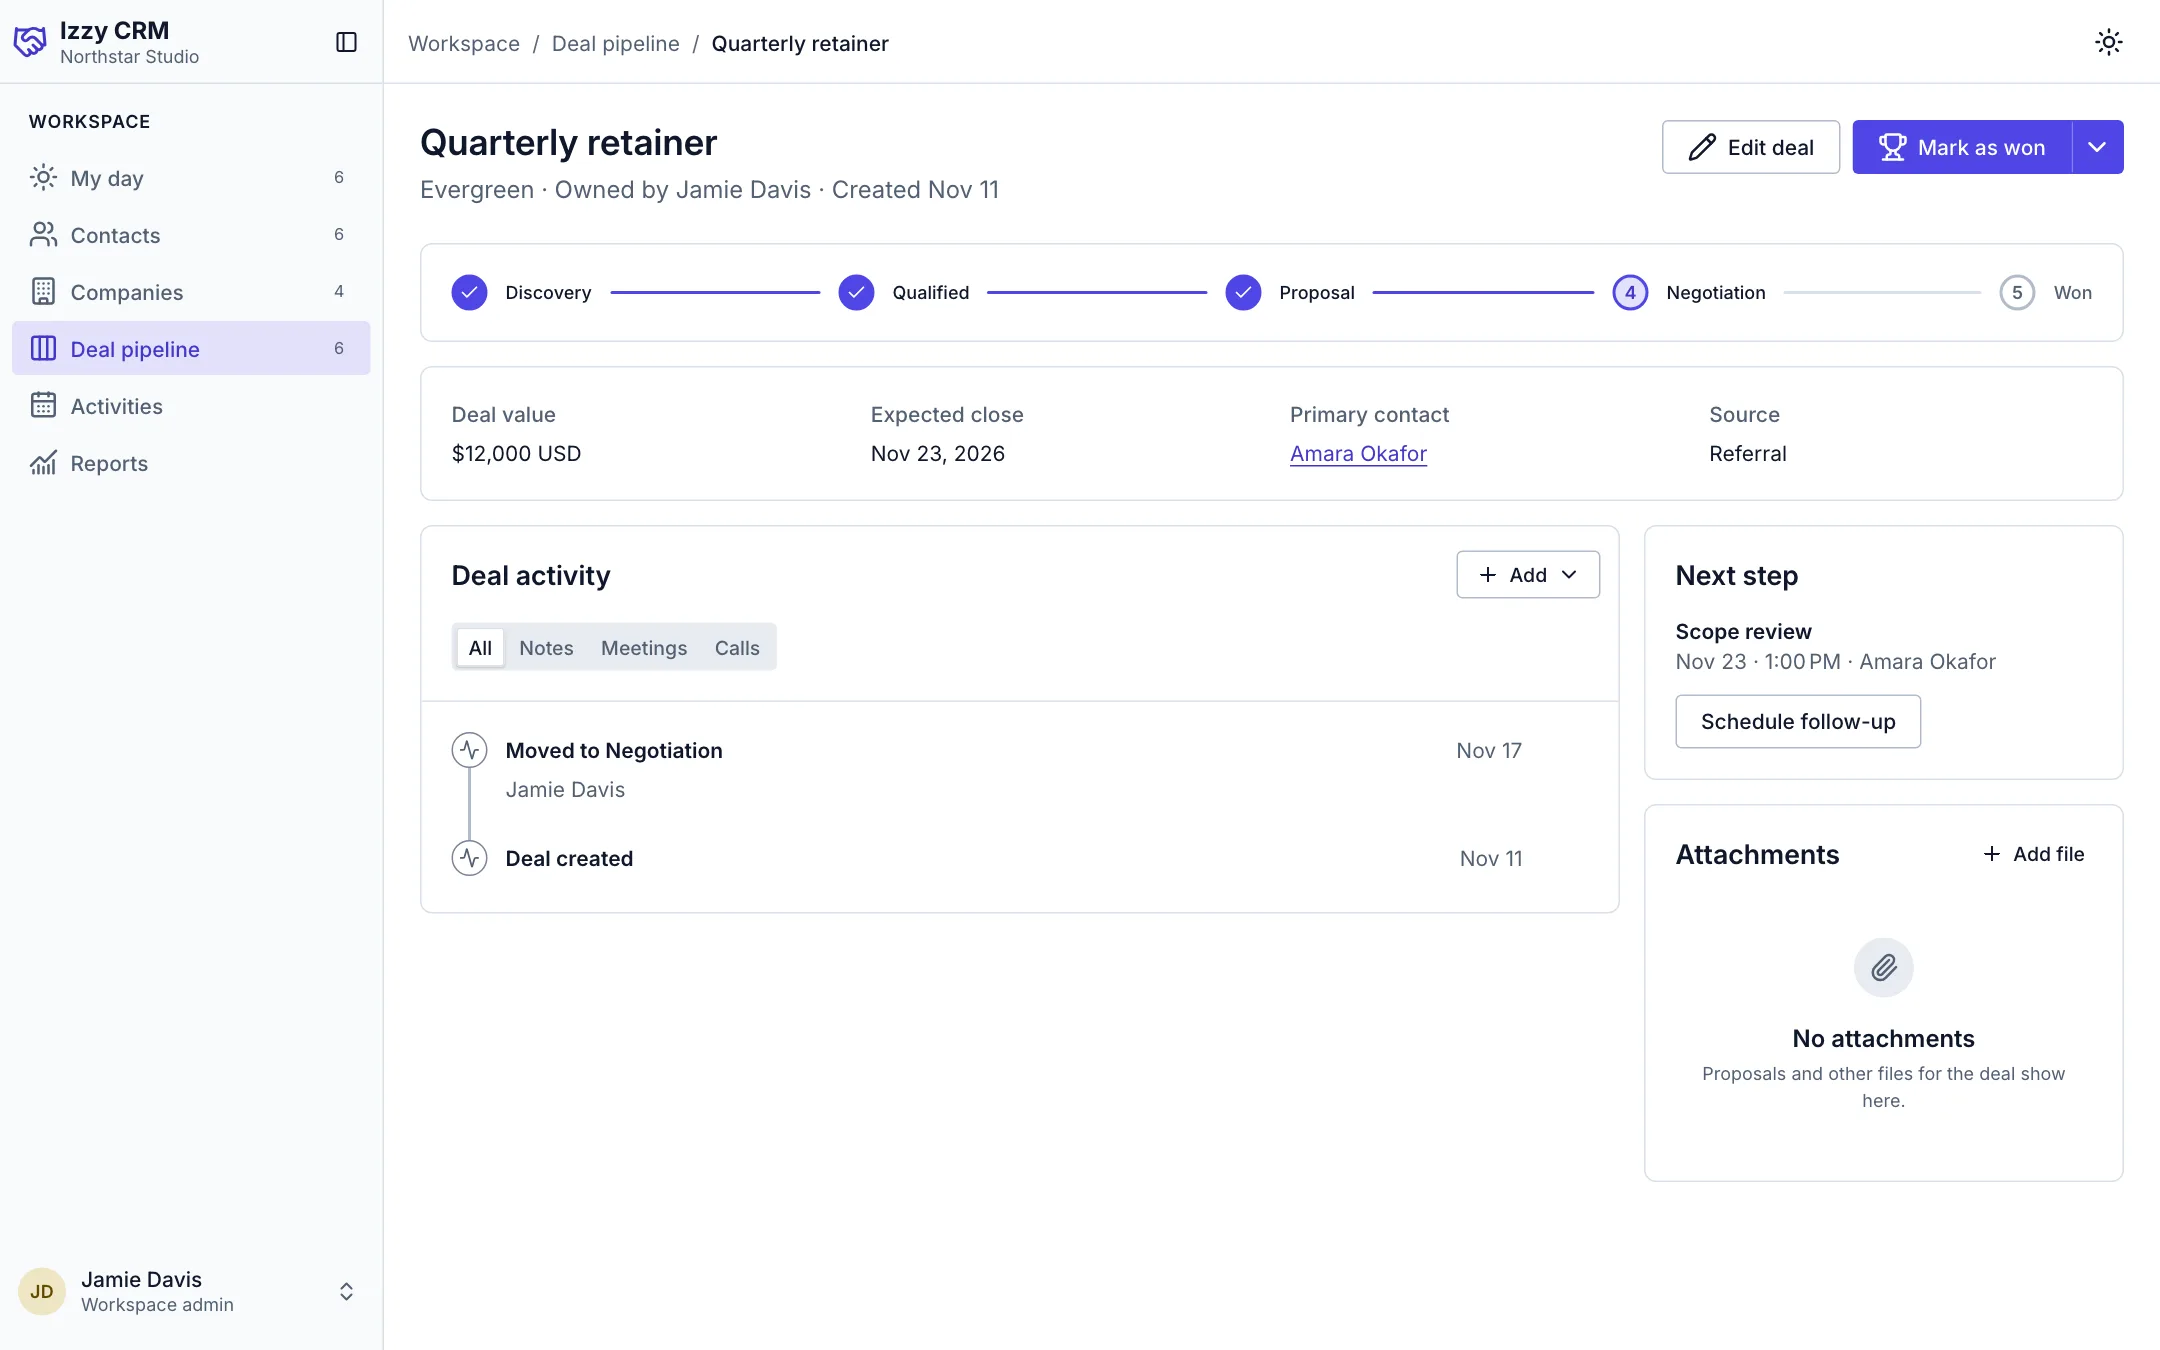 Izzy CRM
Northstar Studio
Workspace / Deal pipeline / Quarterly retainer
WORKSPACE
My day 6
Contacts 6
Companies 4
Deal pipeline 6
Activities
Reports
Quarterly retainer
Evergreen · Owned by Jamie Davis · Created Nov 11
Edit deal
Mark as won
Discovery
Qualified
Proposal
4 Negotiation
5 Won
Deal value
$12,000 USD
Expected close
Nov 23, 2026
Primary contact
Amara Okafor
Source
Referral
Deal activity
Add
All Notes Meetings Calls
Moved to Negotiation Nov 17
Jamie Davis
Deal created Nov 11
Next step
Scope review
Nov 23 · 1:00 PM · Amara Okafor
Schedule follow-up
Attachments
Add file
No attachments
Proposals and other files for the deal show
here.
JD
Jamie Davis
Workspace admin